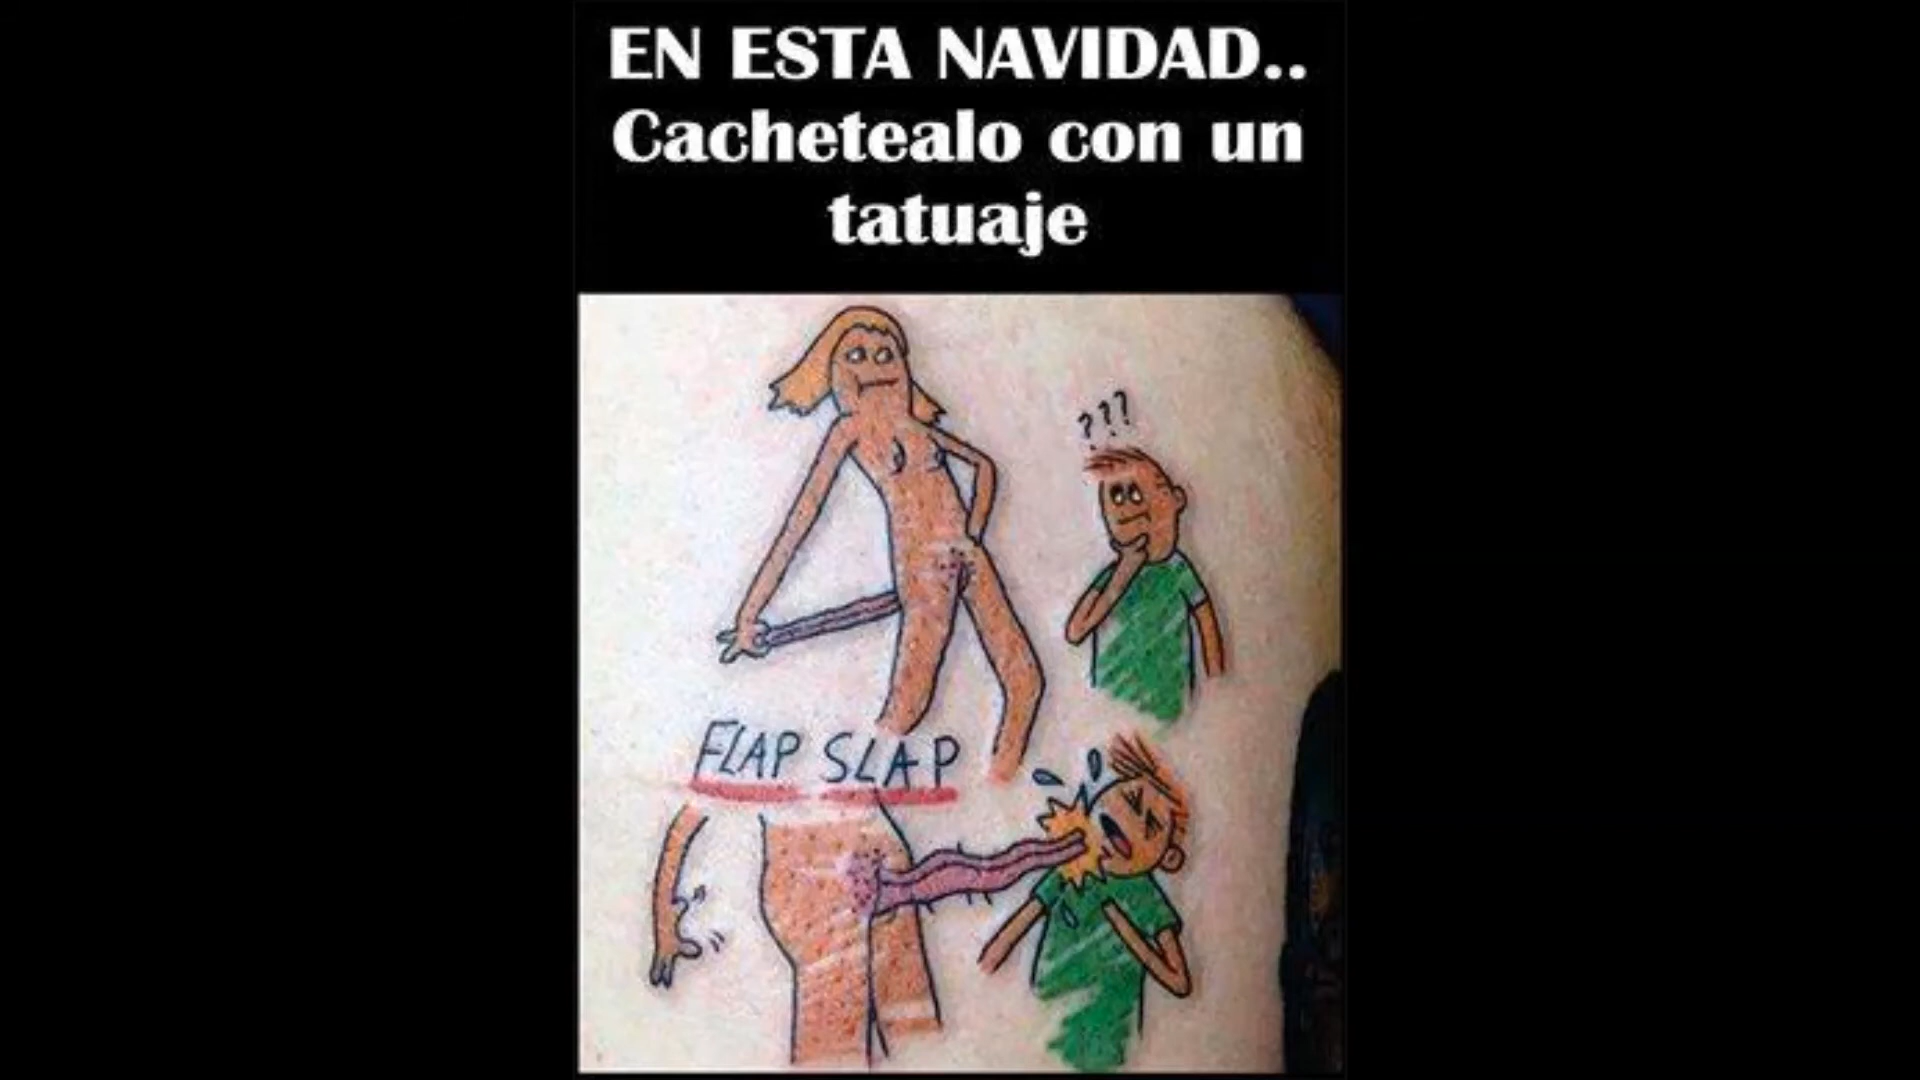 EN ESTA NAVIDAD..
Cachetealo con un
tatuaje
???
FLAP SLAP